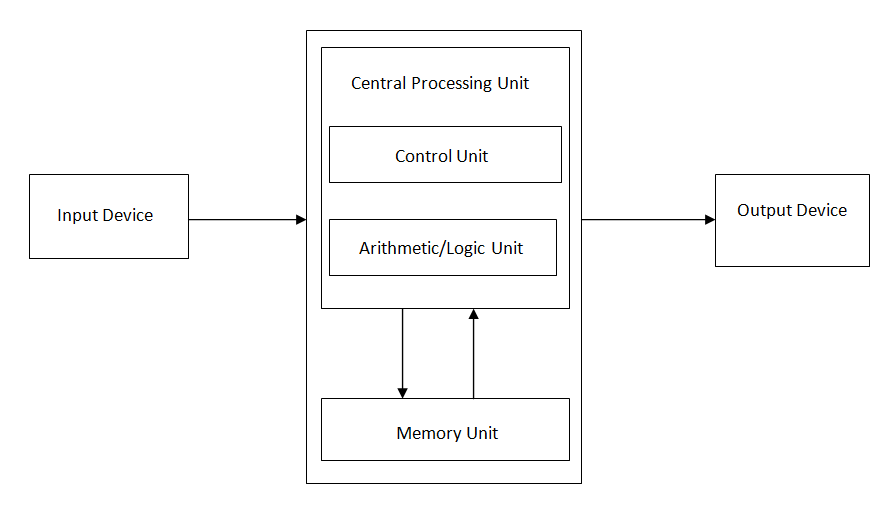 Central Processing Unit
Control Unit
Input Device
Output Device
Arithmetic/Logic Unit
Memory Unit